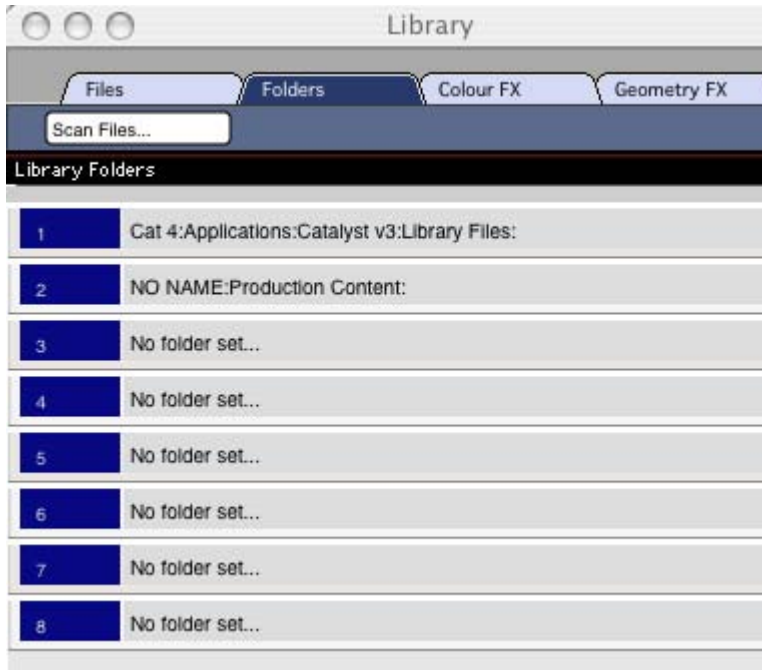 Library
Files Folders Colour FX Geometry FX
Scan Files...
Library Folders
1 Cat 4:Applications:Catalyst v3:Library Files:
2 NO NAME:Production Content:
3 No folder set...
4 No folder set...
5 No folder set...
6 No folder set...
7 No folder set...
8 No folder set...